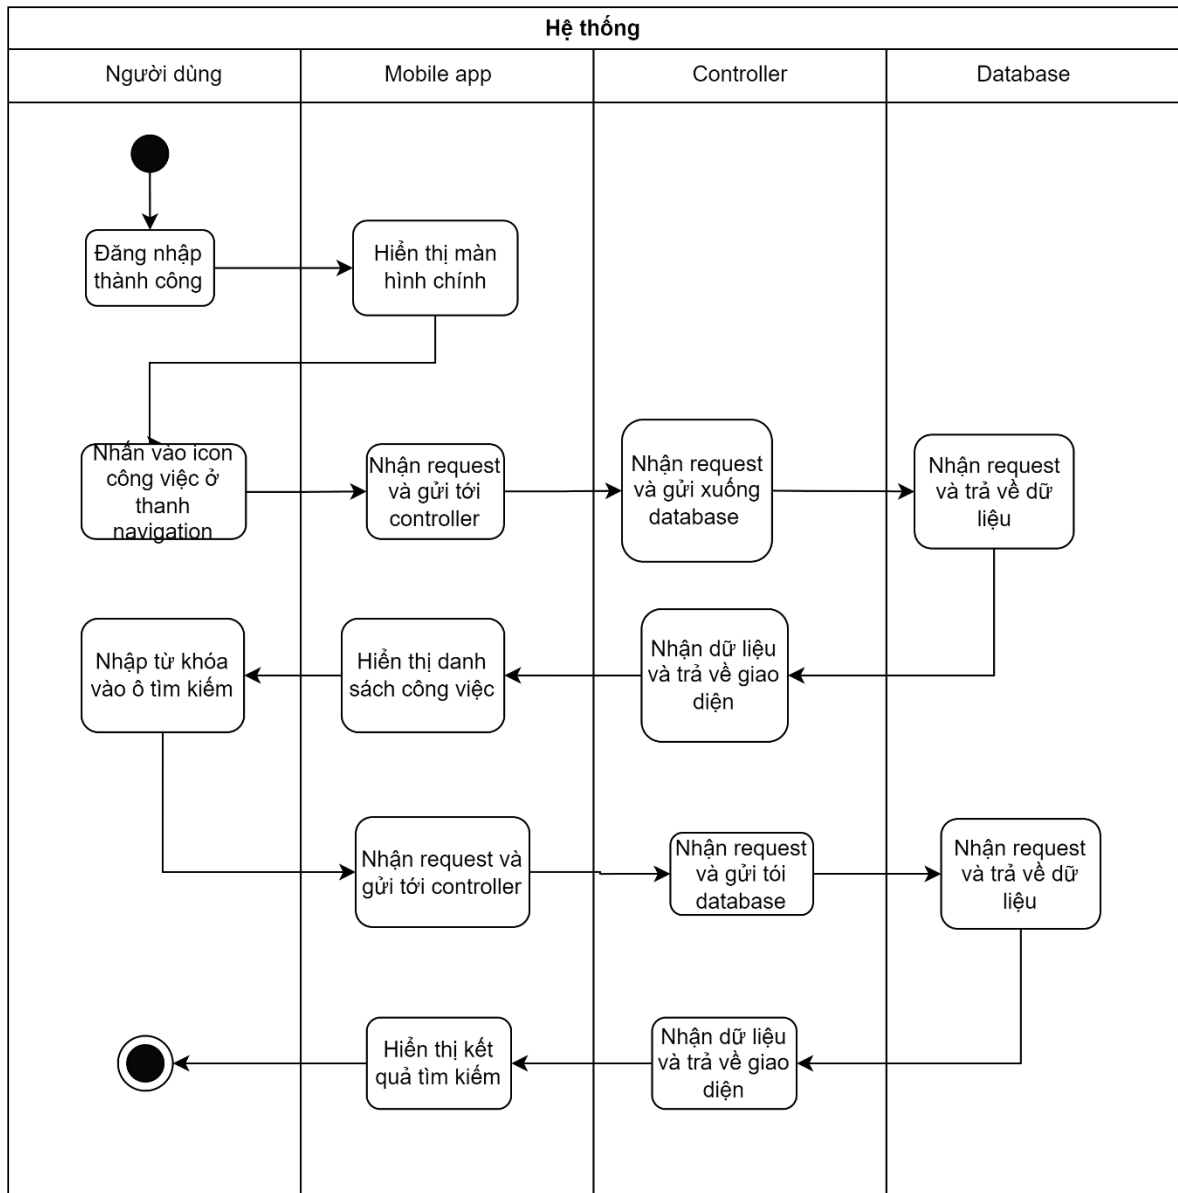 Hệ thống
Người dùng
Mobile app
Controller
Database
Đăng nhập
thành công
Hiển thị màn
hình chính
Nhấn vào icon
công việc ở
thanh
navigation
Nhận request
và gửi tới
controller
Nhận request
và gửi xuống
database
Nhận request
và trả về dữ
liệu
Nhập từ khóa
vào ô tìm kiếm
Hiển thị danh
sách công việc
Nhận dữ liệu
và trả về giao
diện
Nhận request và
gửi tới controller
Nhận request
và gửi tói
database
Nhận request
và trả về dữ
liệu
Hiển thị kết
quả tìm kiếm
Nhận dữ liệu
và trả về giao
diện